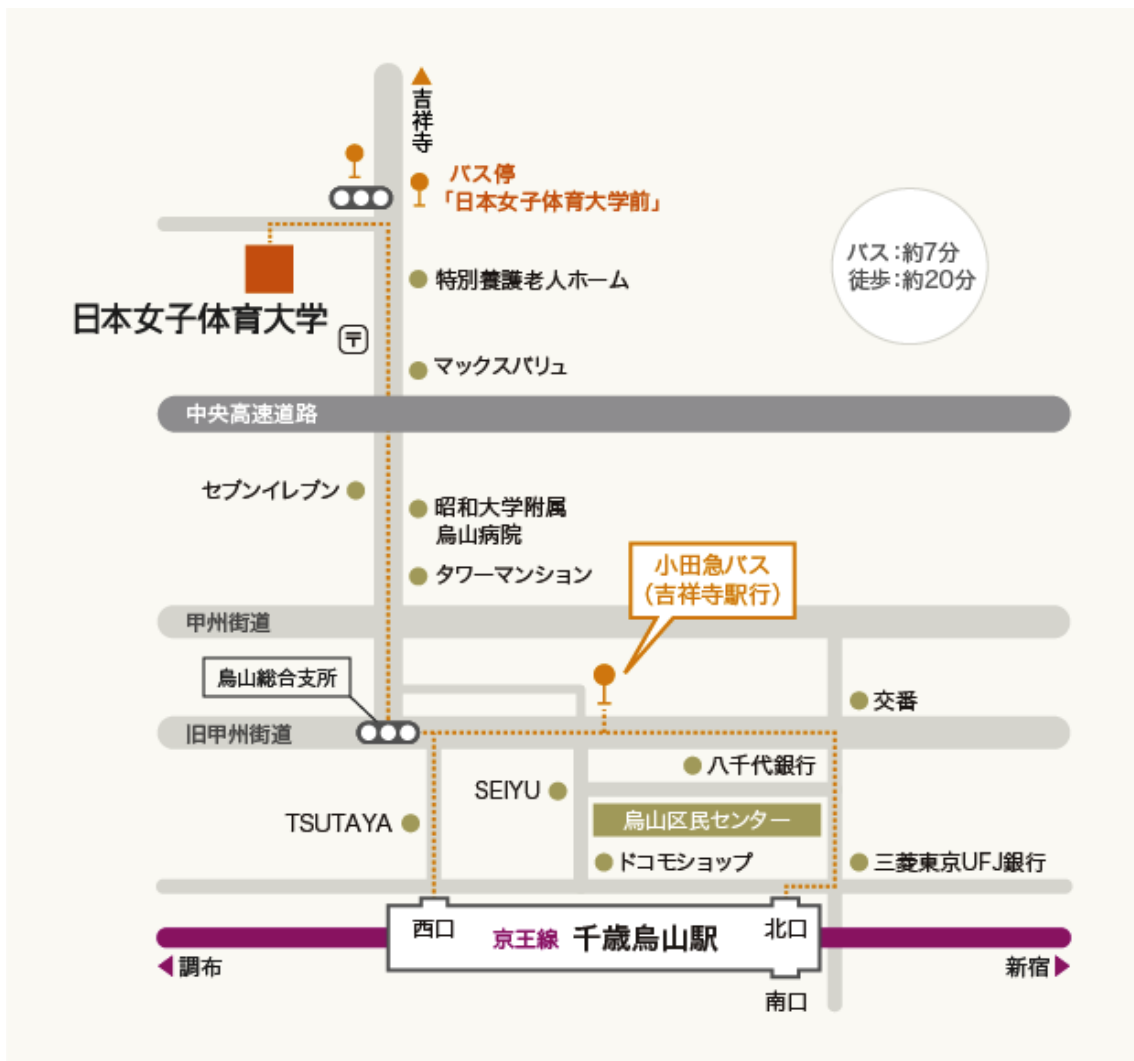 吉祥寺
バス停
「日本女子体育大学前」
バス：約7分
徒歩：約20分
特別養護老人ホーム
日本女子体育大学
〒
マックスバリュ
中央高速道路
セブンイレブン
昭和大学附属
烏山病院
タワーマンション
小田急バス
（吉祥寺駅行）
甲州街道
烏山総合支所
交番
旧甲州街道
八千代銀行
SEIYU
TSUTAYA
烏山区民センター
ドコモショップ
三菱東京UFJ銀行
西口
京王線 千歳烏山駅
北口
調布
新宿
南口